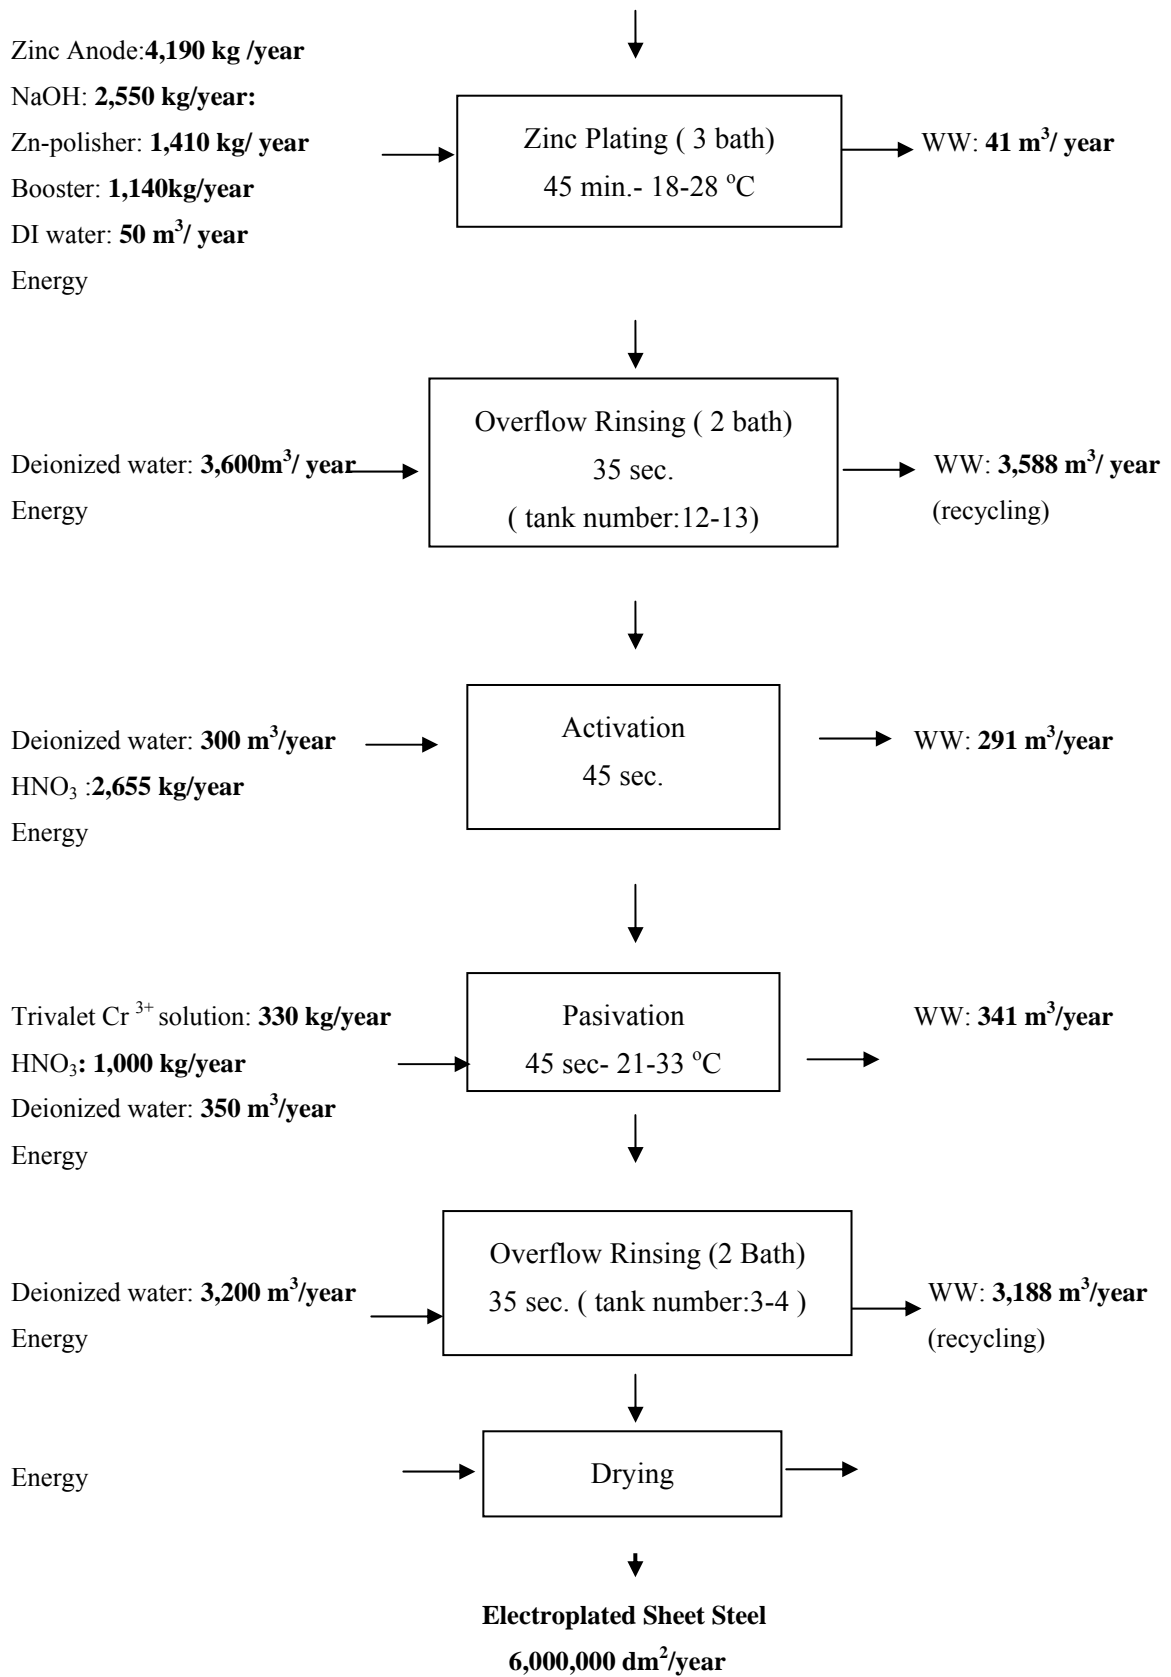 Zinc Anode:4,190 kg /year
NaOH: 2,550 kg/year:
Zn-polisher: 1,410 kg/ year
Booster: 1,140kg/year
DI water: 50 m³/ year
Energy
Zinc Plating ( 3 bath)
45 min.- 18-28 °C
WW: 41 m³/ year
Deionized water: 3,600m³/ year
Energy
Overflow Rinsing ( 2 bath)
35 sec.
( tank number:12-13)
WW: 3,588 m³/ year
(recycling)
Deionized water: 300 m³/year
HNO₃ :2,655 kg/year
Energy
Activation
45 sec.
WW: 291 m³/year
Trivalet Cr ³⁺ solution: 330 kg/year
HNO₃: 1,000 kg/year
Deionized water: 350 m³/year
Energy
Pasivation
45 sec- 21-33 °C
WW: 341 m³/year
Deionized water: 3,200 m³/year
Energy
Overflow Rinsing (2 Bath)
35 sec. ( tank number:3-4 )
WW: 3,188 m³/year
(recycling)
Energy
Drying
Electroplated Sheet Steel
6,000,000 dm²/year